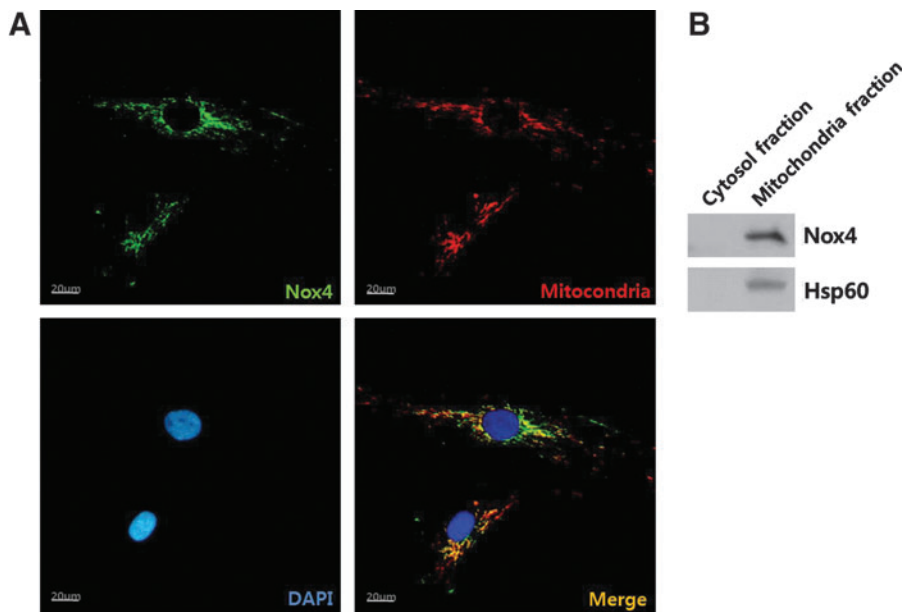 A
20um
Nox4
20um
Mitocondria
20um
DAPI
20um
Merge
B
Cytosol fraction
Mitochondria fraction
Nox4
Hsp60